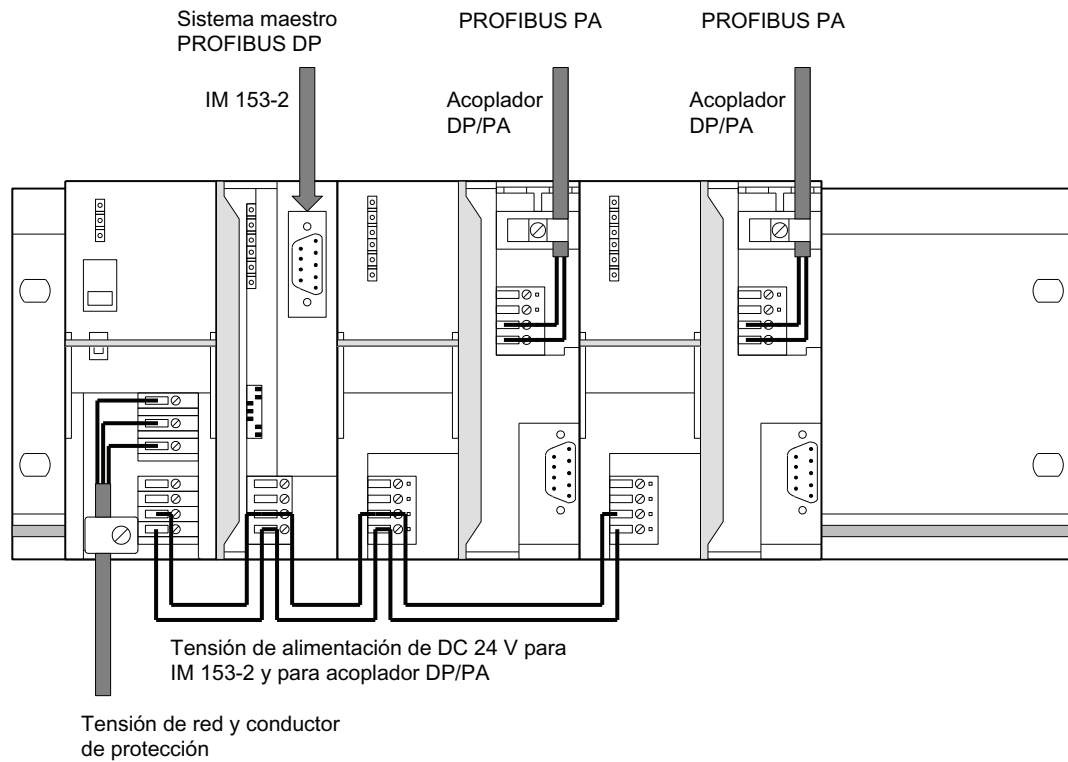 Sistema maestro
PROFIBUS DP
PROFIBUS PA
PROFIBUS PA
IM 153-2
Acoplador
DP/PA
Acoplador
DP/PA
Tensión de alimentación de DC 24 V para
IM 153-2 y para acoplador DP/PA
Tensión de red y conductor
de protección